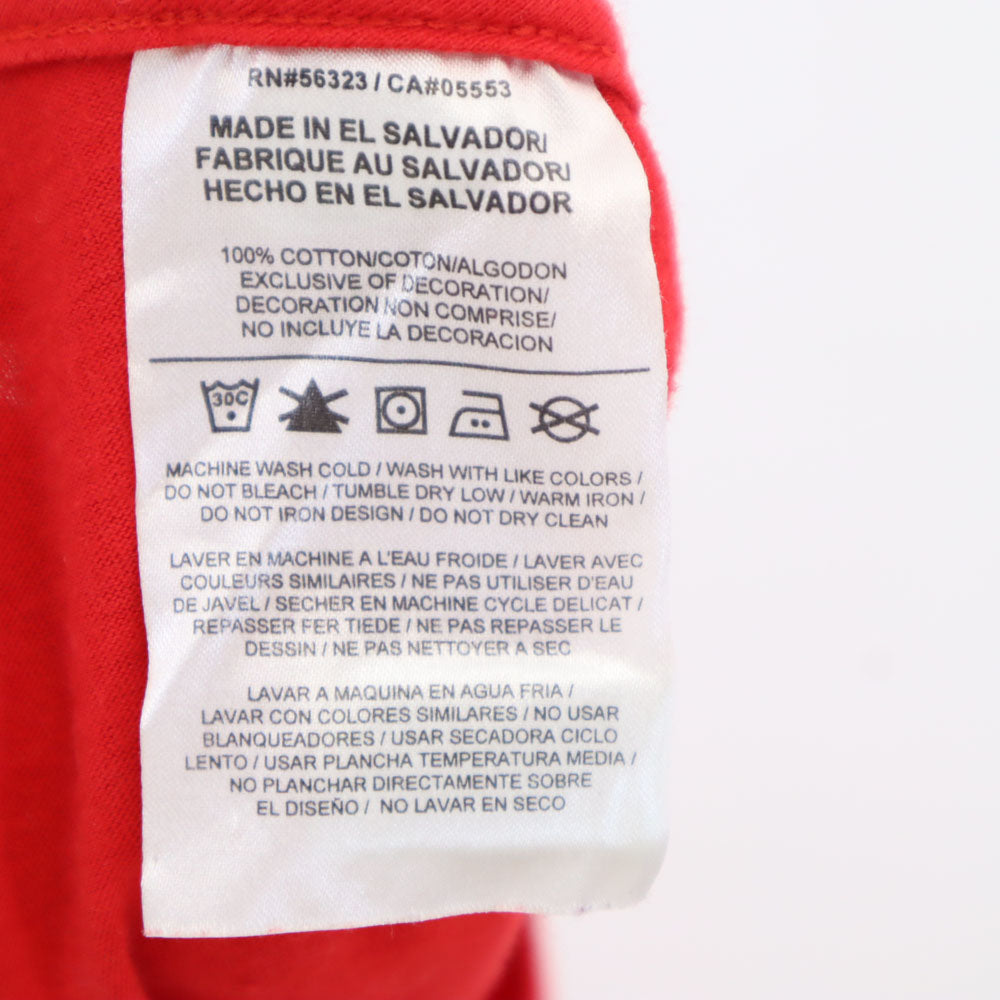 RN#56323 / CA#05553
MADE IN EL SALVADOR/
FABRIQUE AU SALVADOR/
HECHO EN EL SALVADOR
100% COTTON/COTON/ALGODON
EXCLUSIVE OF DECORATION/
DECORATION NON COMPRISE/
NO INCLUYE LA DECORACION
30C
MACHINE WASH COLD / WASH WITH LIKE COLORS /
DO NOT BLEACH / TUMBLE DRY LOW / WARM IRON /
DO NOT IRON DESIGN / DO NOT DRY CLEAN
LAVER EN MACHINE A L'EAU FROIDE / LAVER AVEC
COULEURS SIMILAIRES / NE PAS UTILISER D'EAU
DE JAVEL / SECHER EN MACHINE CYCLE DELICAT /
REPASSER FER TIEDE / NE PAS REPASSER LE
DESSIN / NE PAS NETTOYER A SEC
LAVAR A MAQUINA EN AGUA FRIA /
LAVAR CON COLORES SIMILARES / NO USAR
BLANQUEADORES / USAR SECADORA CICLO
LENTO / USAR PLANCHA TEMPERATURA MEDIA /
NO PLANCHAR DIRECTAMENTE SOBRE
EL DISEÑO / NO LAVAR EN SECO